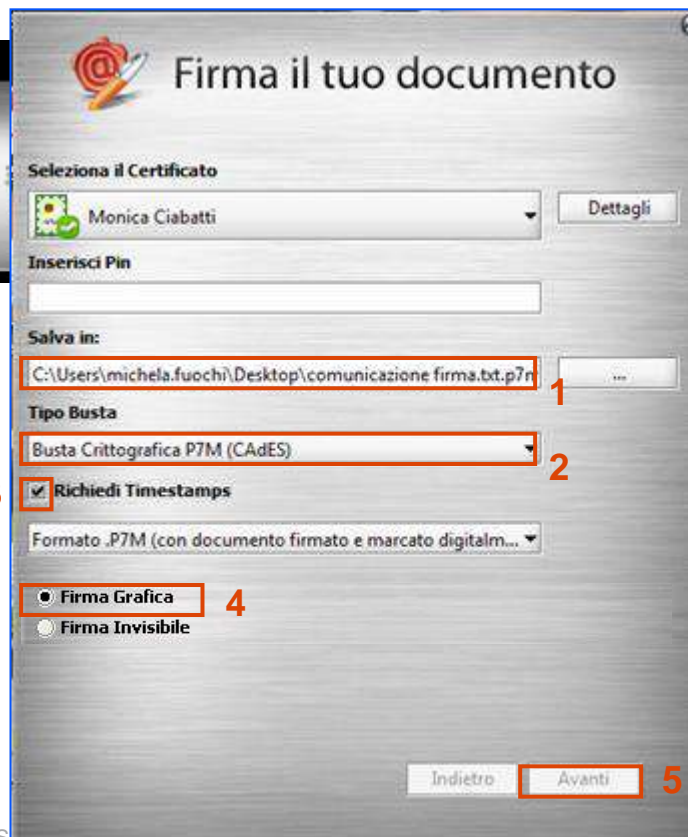 Firma il tuo documento
Seleziona il Certificato
Monica Ciabatti
Dettagli
Inserisci Pin
Salva in:
C:\Users\michela.fuochi\Desktop\comunicazione firma.txt.p7m
1
...
Tipo Busta
Busta Crittografica P7M (CAdES)
2
Richiedi Timestamps
Formato .P7M (con documento firmato e marcato digitalm...
Firma Grafica
4
Firma Invisibile
Indietro
Avanti
5